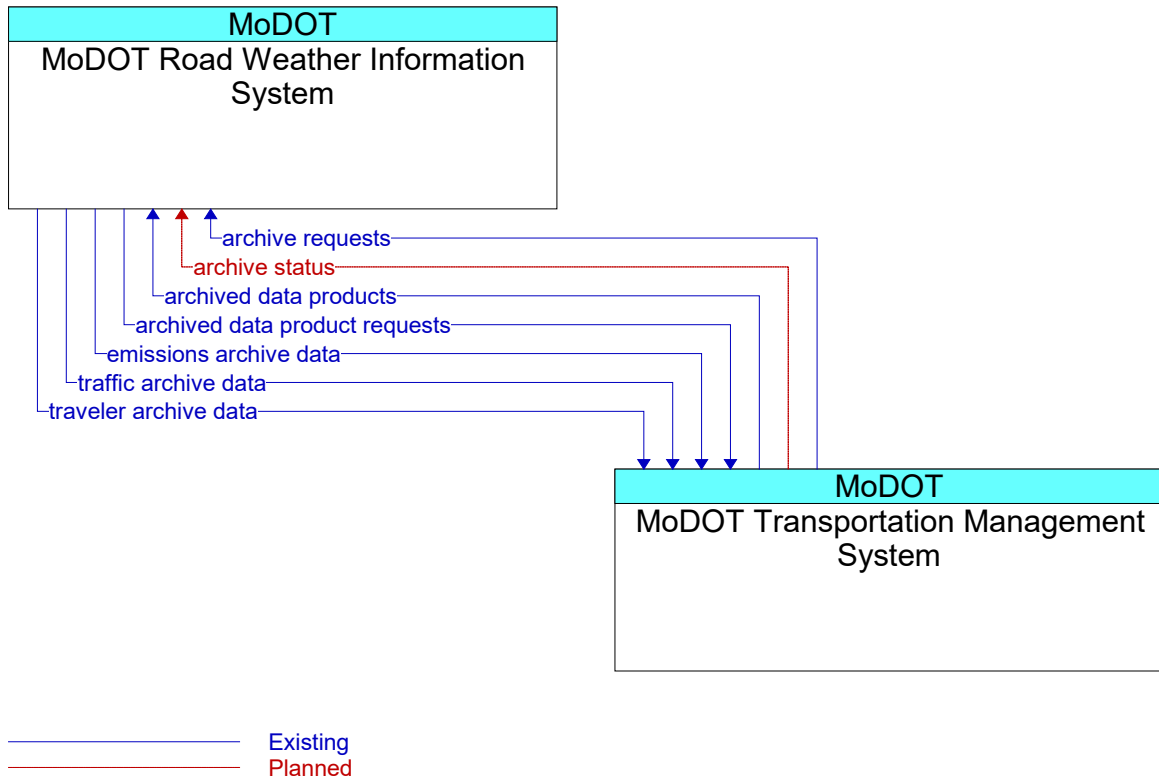 MoDOT
MoDOT Road Weather Information
System
archive requests
archive status
archived data products
archived data product requests
emissions archive data
traffic archive data
traveler archive data
MoDOT
MoDOT Transportation Management
System
Existing
Planned